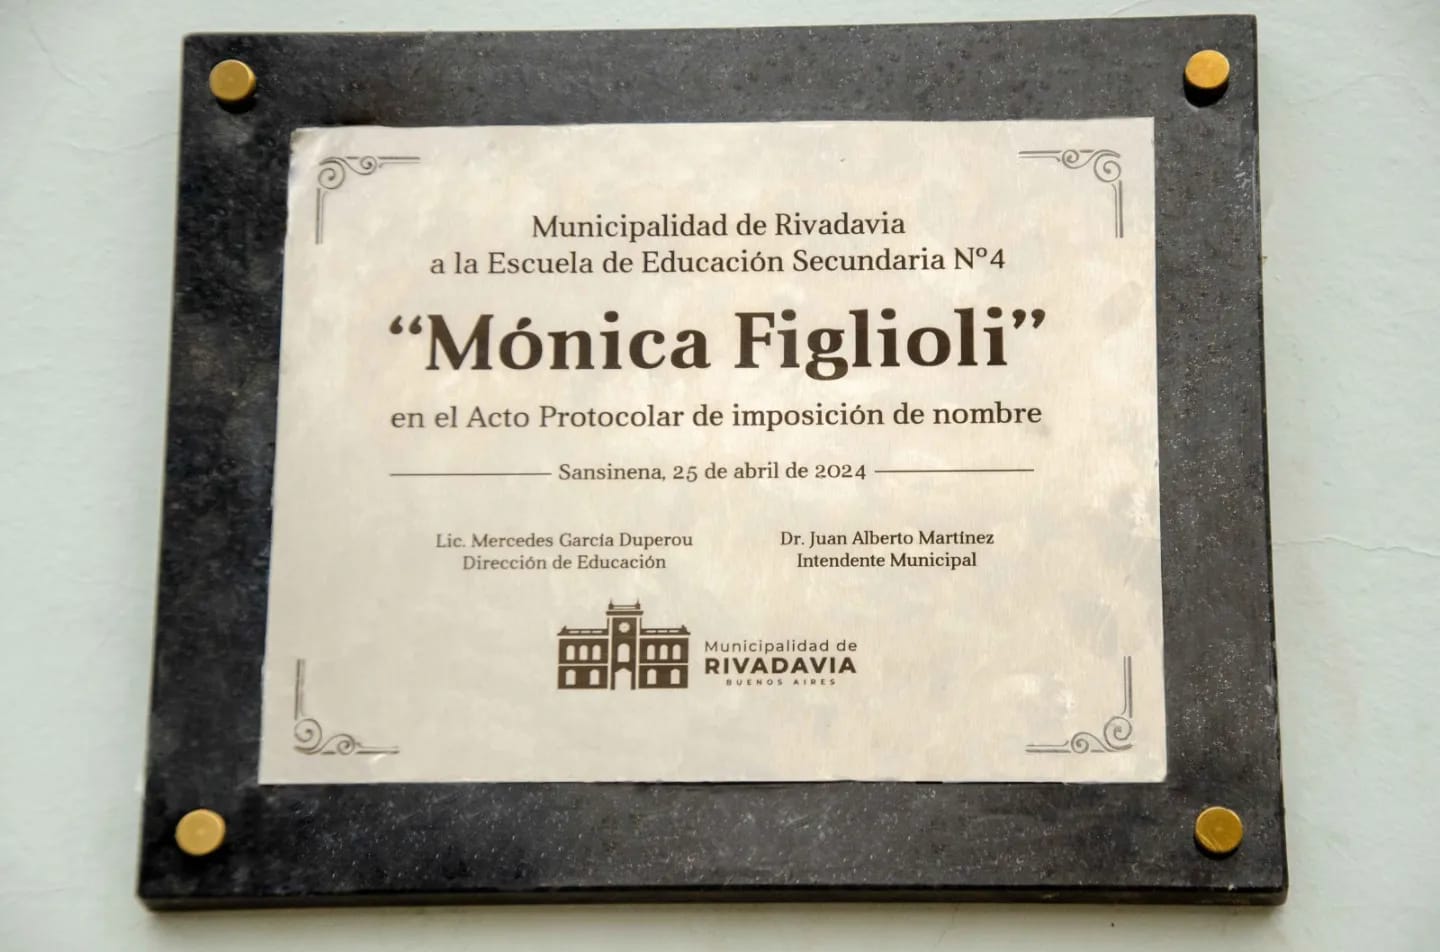 Municipalidad de Rivadavia
a la Escuela de Educación Secundaria Nº4
“Mónica Figlioli”
en el Acto Protocolar de imposición de nombre
Sansinena, 25 de abril de 2024
Lic. Mercedes García Duperou
Dirección de Educación
Dr. Juan Alberto Martínez
Intendente Municipal
Municipalidad de
RIVADAVIA
BUENOS AIRES